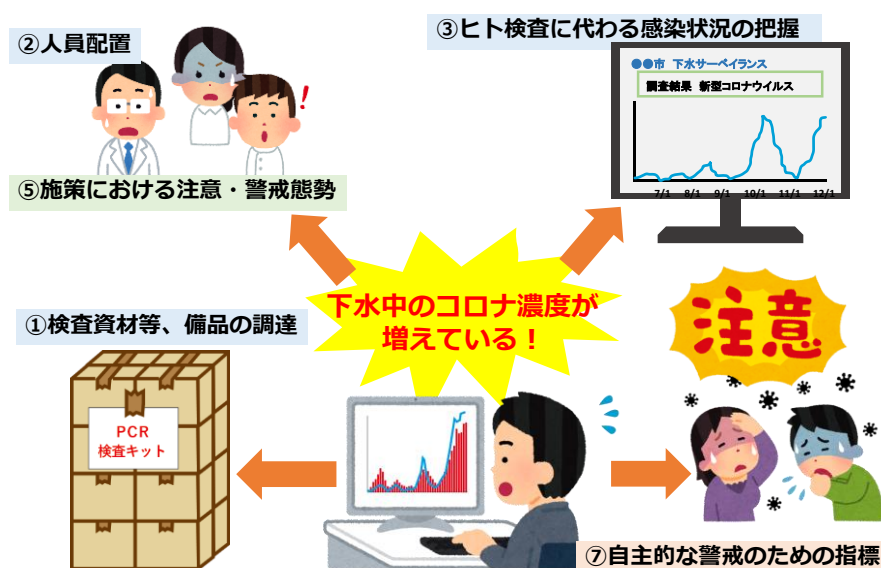 ②人員配置
③ヒト検査に代わる感染状況の把握
●●市 下水サーベイランス
調査結果 新型コロナウイルス
7/1 8/1 9/1 10/1 11/1 12/1
⑤施策における注意・警戒態勢
下水中のコロナ濃度が
増えている！
①検査資材等、備品の調達
注意
PCR
検査キット
⑦自主的な警戒のための指標